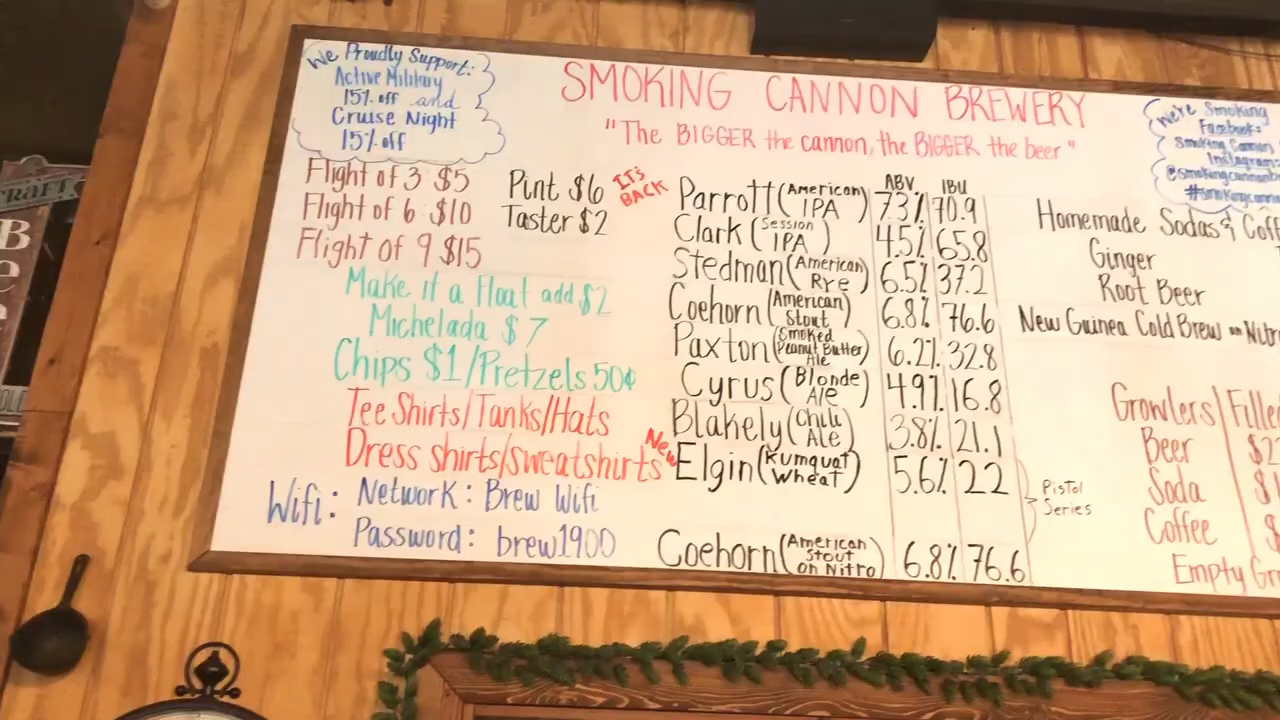 We Proudly Support:
Active Military
15% off and
Cruise Night
15% off
SMOKING CANNON BREWERY
"The BIGGER the cannon, the BIGGER the beer"
We're Smoking
Facebook:
Smoking Cannon
Instagram:
Flight of 3 $5
Flight of 6 $10
Flight of 9 $15
Pint $6
Taster $2
Make it a Float add $2
Michelada $7
Chips $1/Pretzels 50¢
Tee Shirts/Tanks/Hats
Dress shirts/Sweatshirts
Wifi: Network: Brew Wifi
Password: brew1900
ABV. IBU
IT'S BACK Parrott (American IPA) 7.3% 70.9
Clark (Session IPA) 4.5% 65.8
Stedman (American Rye) 6.5% 37.2
Coehorn (American Stout) 6.8% 76.6
Paxton (Smoked Peanut Butter Ale) 6.2% 32.8
Cyrus (Blonde Ale) 4.9% 16.8
Blakely (Chili Ale) 3.8% 21.1
New Elgin (Kumquat Wheat) 5.6% 22
Pistol
Series
Coehorn (American Stout on Nitro) 6.8% 76.6
Homemade Sodas &
Ginger
Root Beer
New Guinea Cold Brew on Nitro
Growlers
Beer
Soda
Coffee
Empty